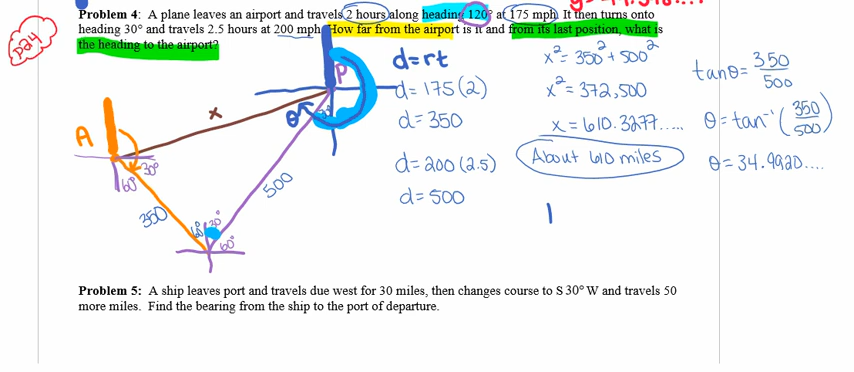 Problem 4: A plane leaves an airport and travels 2 hours along heading 120° at 175 mph. It then turns onto
heading 30° and travels 2.5 hours at 200 mph. How far from the airport is it and from its last position, what is
the heading to the airport?
Day
P
d=rt
d=175(2)
d=350
d=200(2.5)
d=500
x²=350²+500²
x²=372,500
x=610.3277.....
About 610 miles
tanθ=350/500
θ=tan⁻¹(350/500)
θ=34.9920....
A
x
θ
30°
60°
350
500
60°
30°
60°
Problem 5: A ship leaves port and travels due west for 30 miles, then changes course to S 30° W and travels 50
more miles. Find the bearing from the ship to the port of departure.